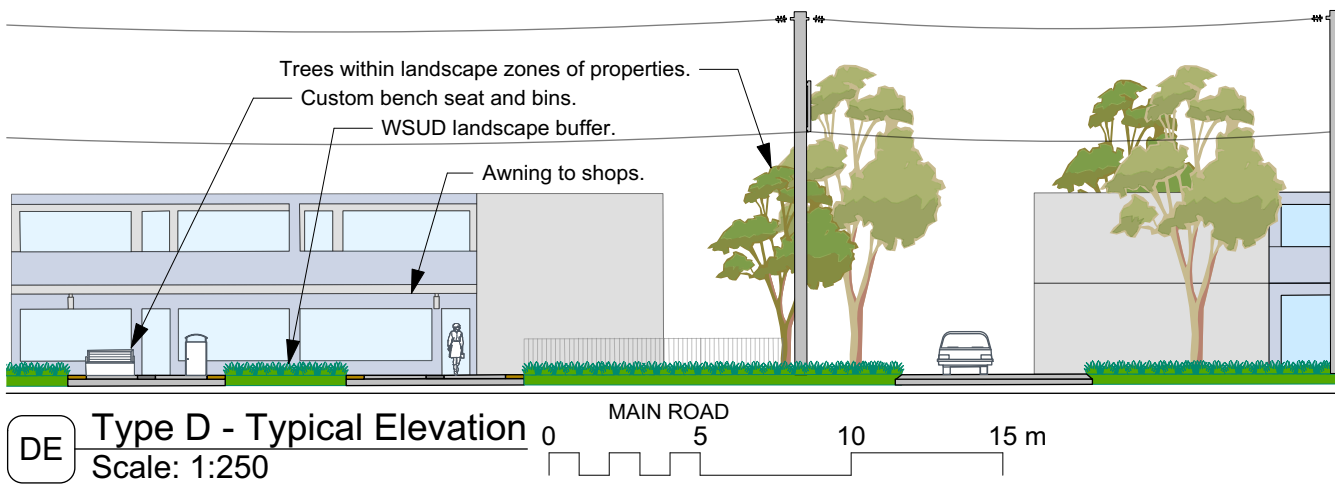 Trees within landscape zones of properties.
Custom bench seat and bins.
WSUD landscape buffer.
Awning to shops.
MAIN ROAD
DE
Type D - Typical Elevation
Scale: 1:250
0 5 10 15 m